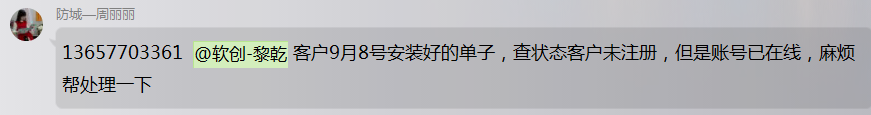 防城—周丽丽
13657703361 @软创-黎乾 客户9月8号安装好的单子，查状态客户未注册，但是账号已在线，麻烦
帮处理一下